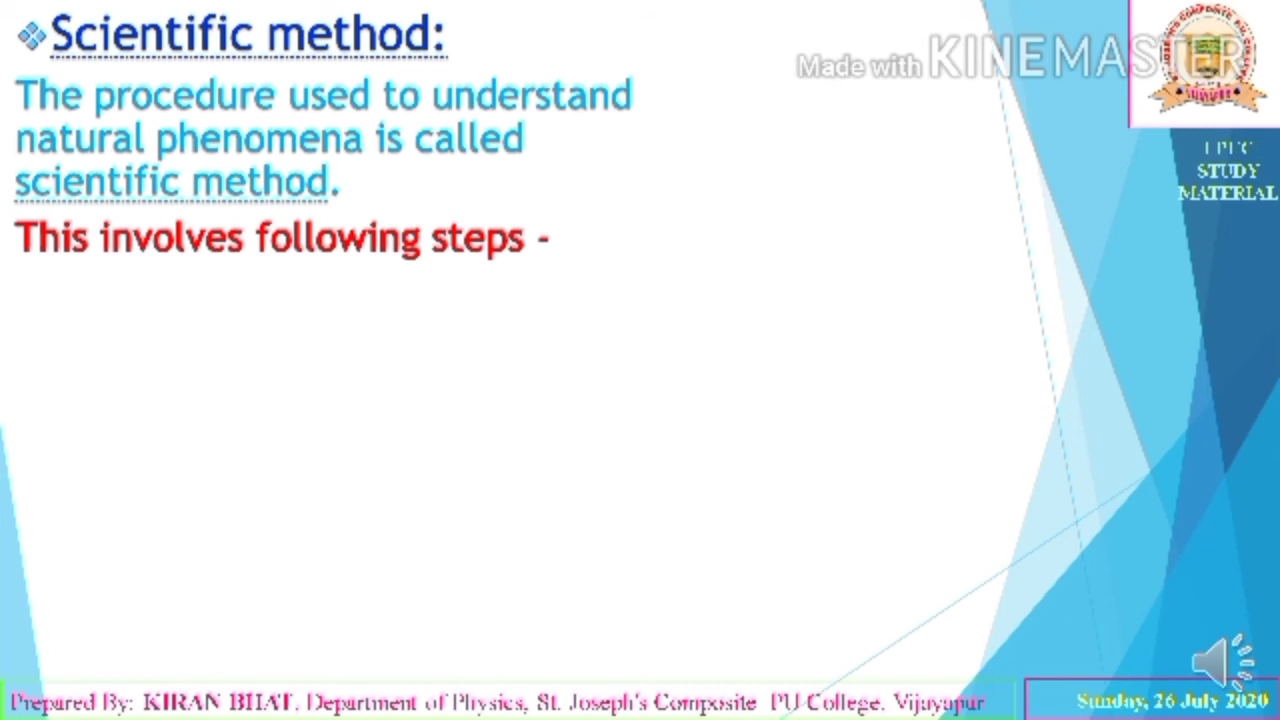 ❖Scientific method:
The procedure used to understand
natural phenomena is called
scientific method.
This involves following steps -
Made with KINEMASTER
I PUC
STUDY
MATERIAL
Prepared By: KIRAN BHAT, Department of Physics, St. Joseph's Composite PU College, Vijayapur
Sunday, 26 July 2020